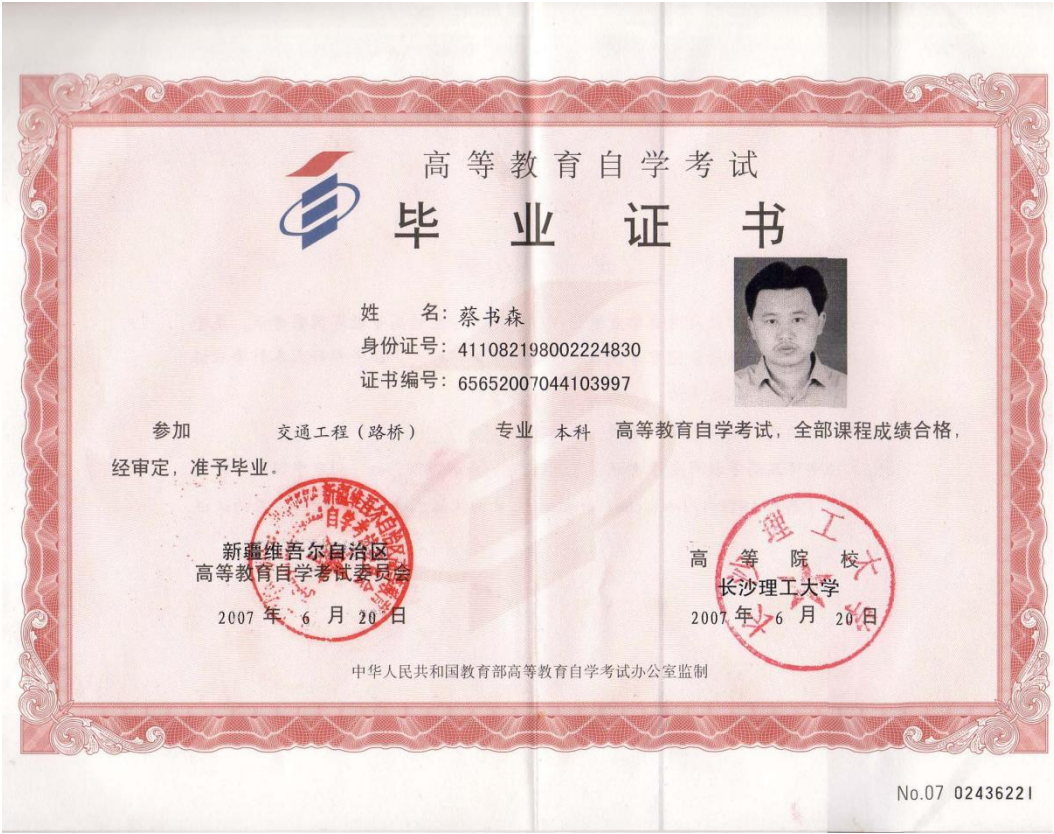 高等教育自学考试
毕业证书
姓 名：蔡书森
身份证号：411082198002224830
证书编号：65652007044103997
参加 交通工程（路桥） 专业 本科 高等教育自学考试，全部课程成绩合格，
经审定，准予毕业。
新疆维吾尔自治区
高等教育自学考试委员会
2007 年 6 月 20 日
高等院校
长沙理工大学
2007 年 6 月 20 日
长沙理工大学
中华人民共和国教育部高等教育自学考试办公室监制
No.07 02436221